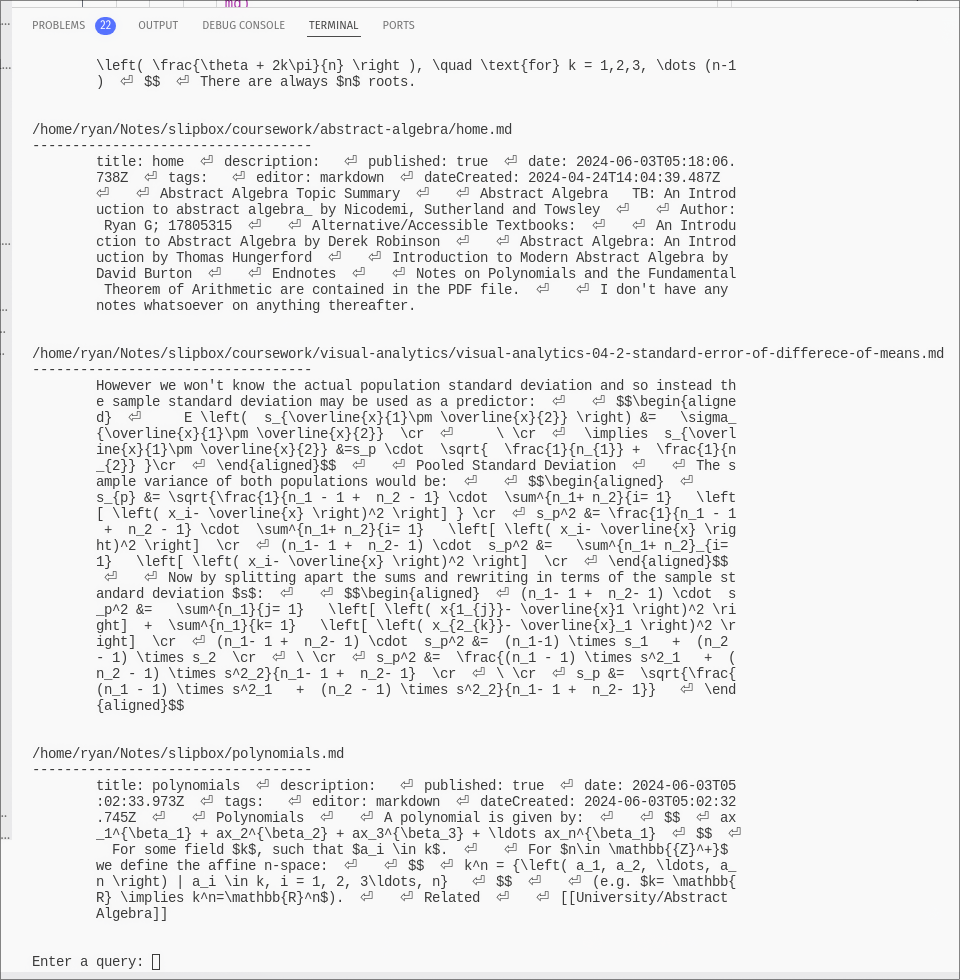 md)
PROBLEMS 22 OUTPUT DEBUG CONSOLE TERMINAL PORTS
\left( \frac{\theta + 2k\pi}{n} \right ), \quad \text{for} k = 1,2,3, \dots (n-1
)  ⏎ $$  ⏎ There are always $n$ roots.
/home/ryan/Notes/slipbox/coursework/abstract-algebra/home.md
-----------------------------------
title: home  ⏎ description:   ⏎ published: true  ⏎ date: 2024-06-03T05:18:06.
738Z  ⏎ tags:   ⏎ editor: markdown  ⏎ dateCreated: 2024-04-24T14:04:39.487Z
⏎   ⏎ Abstract Algebra Topic Summary  ⏎   ⏎ Abstract Algebra   TB: An Introd
uction to abstract algebra_ by Nicodemi, Sutherland and Towsley  ⏎   ⏎ Author:
 Ryan G; 17805315  ⏎   ⏎ Alternative/Accessible Textbooks:  ⏎   ⏎ An Introdu
ction to Abstract Algebra by Derek Robinson  ⏎   ⏎ Abstract Algebra: An Introd
uction by Thomas Hungerford  ⏎   ⏎ Introduction to Modern Abstract Algebra by
David Burton  ⏎   ⏎ Endnotes  ⏎   ⏎ Notes on Polynomials and the Fundamental
 Theorem of Arithmetic are contained in the PDF file.  ⏎   ⏎ I don't have any
notes whatsoever on anything thereafter.
/home/ryan/Notes/slipbox/coursework/visual-analytics/visual-analytics-04-2-standard-error-of-differece-of-means.md
-----------------------------------
However we won't know the actual population standard deviation and so instead th
e sample standard deviation may be used as a predictor:  ⏎   ⏎ $$\begin{aligne
d}  ⏎     E \left(  s_{\overline{x}{1}\pm \overline{x}{2}} \right) &=   \sigma_
{\overline{x}{1}\pm \overline{x}{2}}  \cr  ⏎     \ \cr  ⏎  \implies  s_{\overl
ine{x}{1}\pm \overline{x}{2}} &=s_p \cdot  \sqrt{  \frac{1}{n_{1}} +  \frac{1}{n
_{2}} }\cr  ⏎ \end{aligned}$$  ⏎   ⏎ Pooled Standard Deviation  ⏎   ⏎ The s
ample variance of both populations would be:  ⏎   ⏎ $$\begin{aligned}  ⏎
s_{p} &= \sqrt{\frac{1}{n_1 - 1 +  n_2 - 1} \cdot  \sum^{n_1+ n_2}{i= 1}   \left
[ \left( x_i- \overline{x} \right)^2 \right] } \cr  ⏎ s_p^2 &= \frac{1}{n_1 - 1
 +  n_2 - 1} \cdot  \sum^{n_1+ n_2}{i= 1}   \left[ \left( x_i- \overline{x} \rig
ht)^2 \right]  \cr  ⏎ (n_1- 1 +  n_2- 1) \cdot  s_p^2 &=   \sum^{n_1+ n_2}_{i=
1}   \left[ \left( x_i- \overline{x} \right)^2 \right]  \cr  ⏎ \end{aligned}$$
 ⏎   ⏎ Now by splitting apart the sums and rewriting in terms of the sample st
andard deviation $s$:  ⏎   ⏎ $$\begin{aligned}  ⏎ (n_1- 1 +  n_2- 1) \cdot  s
_p^2 &=   \sum^{n_1}{j= 1}   \left[ \left( x{1_{j}}- \overline{x}1 \right)^2 \ri
ght]  +  \sum^{n_1}{k= 1}   \left[ \left( x_{2_{k}}- \overline{x}_1 \right)^2 \r
ight]  \cr  ⏎ (n_1- 1 +  n_2- 1) \cdot  s_p^2 &=  (n_1-1) \times s_1   +  (n_2
- 1) \times s_2  \cr  ⏎ \ \cr  ⏎ s_p^2 &=  \frac{(n_1 - 1) \times s^2_1   +  (
n_2 - 1) \times s^2_2}{n_1- 1 +  n_2- 1}  \cr  ⏎ \ \cr  ⏎ s_p &=  \sqrt{\frac{
(n_1 - 1) \times s^2_1   +  (n_2 - 1) \times s^2_2}{n_1- 1 +  n_2- 1}}   ⏎ \end
{aligned}$$
/home/ryan/Notes/slipbox/polynomials.md
-----------------------------------
title: polynomials  ⏎ description:   ⏎ published: true  ⏎ date: 2024-06-03T05
:02:33.973Z  ⏎ tags:   ⏎ editor: markdown  ⏎ dateCreated: 2024-06-03T05:02:32
.745Z  ⏎   ⏎ Polynomials  ⏎   ⏎ A polynomial is given by:  ⏎   ⏎ $$  ⏎ ax
_1^{\beta_1} + ax_2^{\beta_2} + ax_3^{\beta_3} + \ldots ax_n^{\beta_1}  ⏎ $$  ⏎
  For some field $k$, such that $a_i \in k$.  ⏎   ⏎ For $n\in \mathbb{{Z}^+}$
we define the affine n-space:  ⏎   ⏎ $$  ⏎ k^n = {\left( a_1, a_2, \ldots, a_
n \right) | a_i \in k, i = 1, 2, 3\ldots, n}   ⏎ $$  ⏎   ⏎ (e.g. $k= \mathbb{
R} \implies k^n=\mathbb{R}^n$).  ⏎   ⏎ Related  ⏎   ⏎ [[University/Abstract
Algebra]]
Enter a query: